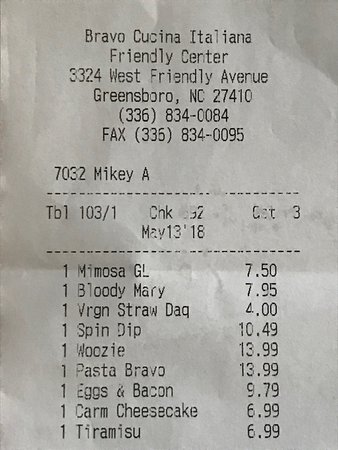 Bravo Cucina Italiana
Friendly Center
3324 West Friendly Avenue
Greensboro, NC 27410
(336) 834-0084
FAX (336) 834-0095
7032 Mikey A
Tbl 103/1 Chk 92 3
May13'18
1 Mimosa GL 7.50
1 Bloody Mary 7.95
1 Vrgn Straw Daq 4.00
1 Spin Dip 10.49
1 Woozie 13.99
1 Pasta Bravo 13.99
1 Eggs & Bacon 9.79
1 Carm Cheesecake 6.99
1 Tiramisu 6.99